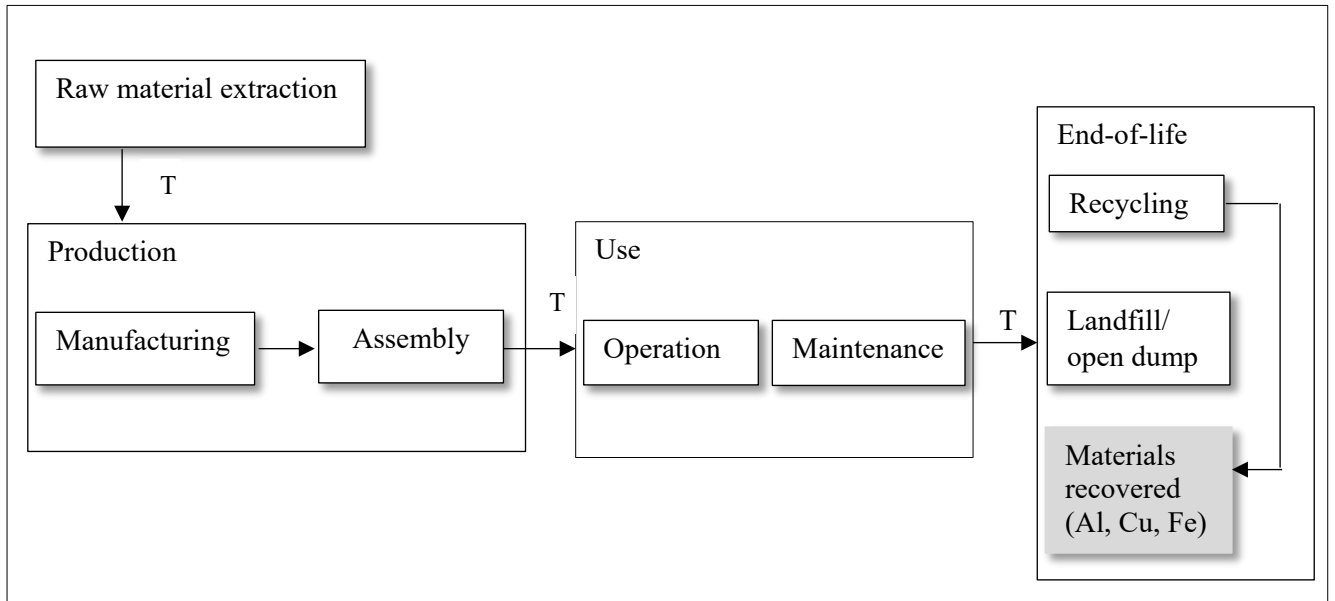 Raw material extraction
T
Production
Manufacturing
Assembly
T
Use
Operation
Maintenance
T
End-of-life
Recycling
Landfill/
open dump
Materials
recovered
(Al, Cu, Fe)